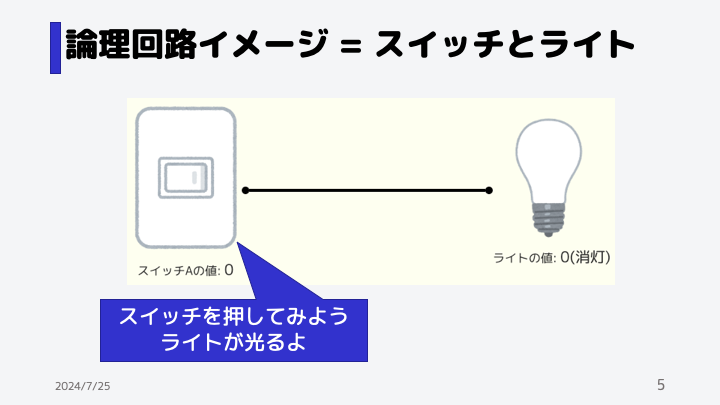 論理回路イメージ = スイッチとライト
スイッチAの値: 0
ライトの値: 0(消灯)
スイッチを押してみよう
ライトが光るよ
2024/7/25
5